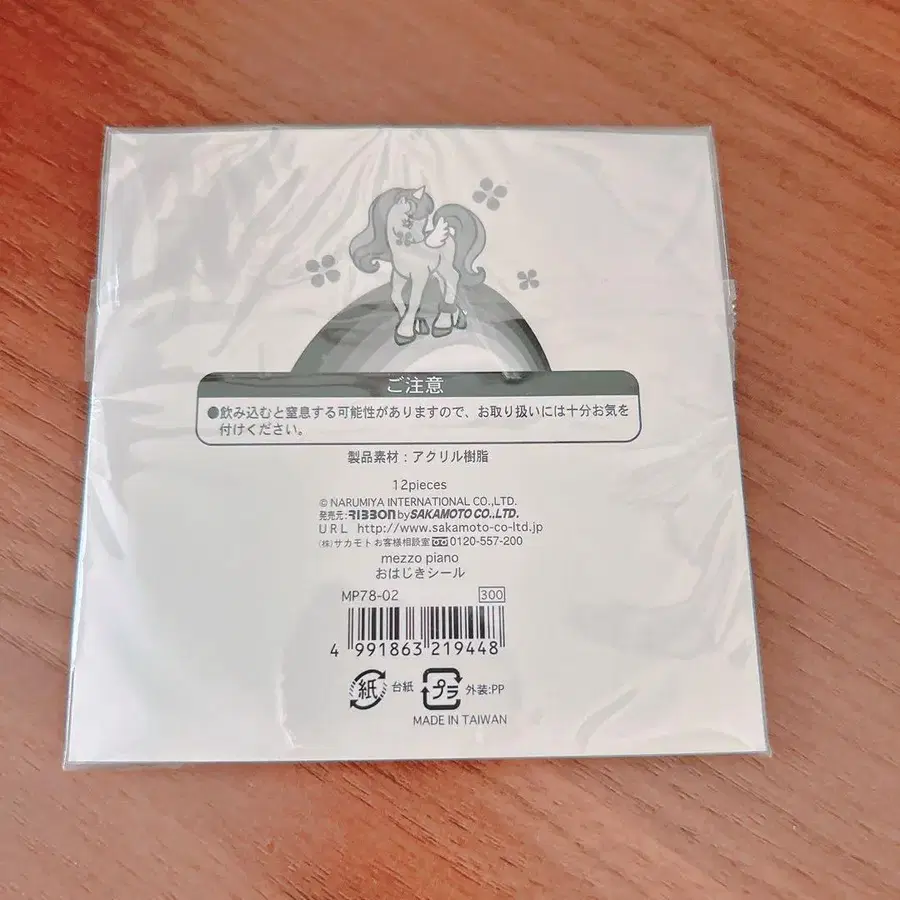 ご注意
●飲み込むと窒息する可能性がありますので、お取り扱いには十分お気を
付けください。
製品素材：アクリル樹脂
12pieces
© NARUMIYA INTERNATIONAL CO.,LTD.
発売元:RIBBON by SAKAMOTO CO.,LTD.
URL http://www.sakamoto-co-ltd.jp
(株)サカモトお客様相談室 0120-557-200
mezzo piano
おはじきシール
MP78-02 300
4 991863 219448
紙 台紙 プラ 外装:PP
MADE IN TAIWAN